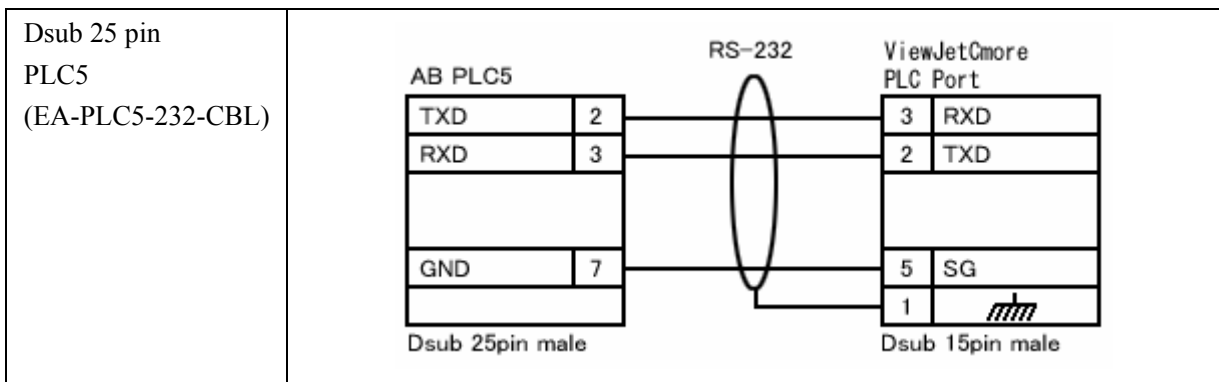 Dsub 25 pin
PLC5
(EA-PLC5-232-CBL)
RS-232
AB PLC5
ViewJetCmore
PLC Port
TXD 2 3 RXD
RXD 3 2 TXD
GND 7 5 SG
1
Dsub 25pin male
Dsub 15pin male